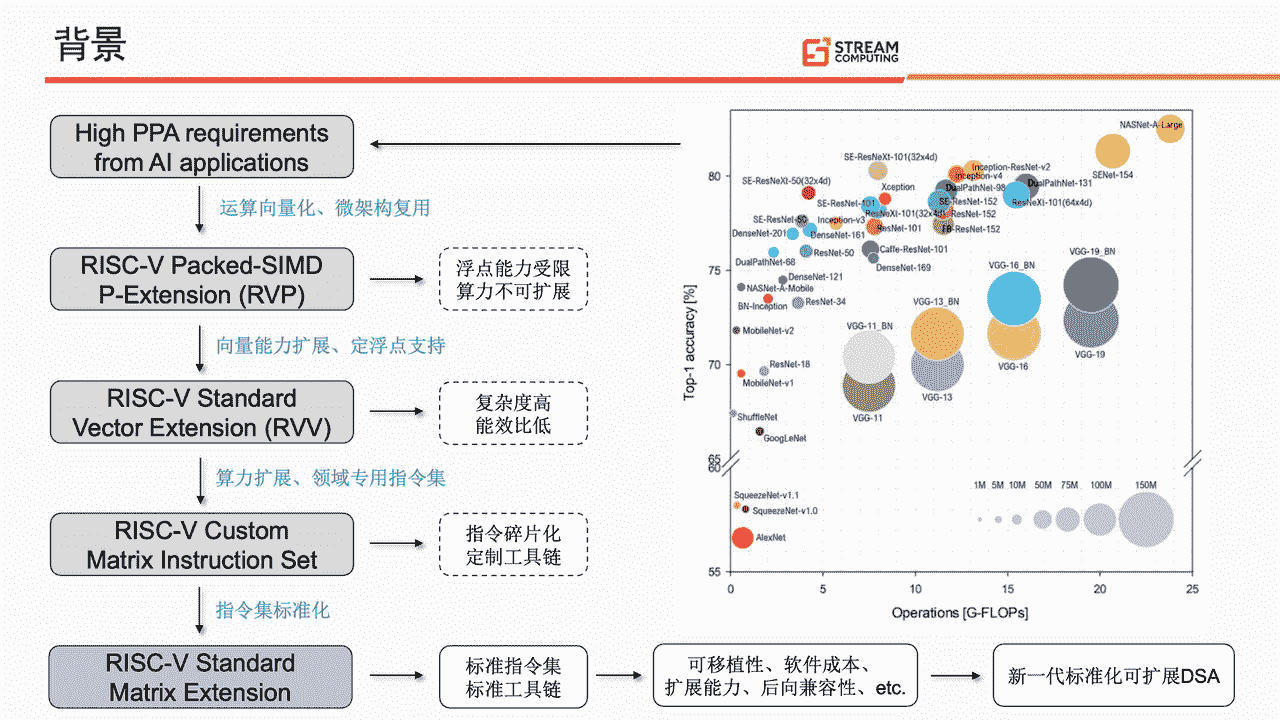 背景
STREAM
COMPUTING
High PPA requirements
from AI applications
运算向量化、微架构复用
RISC-V Packed-SIMD
P-Extension (RVP)
浮点能力受限
算力不可扩展
向量能力扩展、定浮点支持
RISC-V Standard
Vector Extension (RVV)
复杂度高
能效比低
算力扩展、领域专用指令集
RISC-V Custom
Matrix Instruction Set
指令碎片化
定制工具链
指令集标准化
RISC-V Standard
Matrix Extension
标准指令集
标准工具链
可移植性、软件成本、
扩展能力、后向兼容性、etc.
新一代标准化可扩展DSA
Top-1 accuracy [%]
80
75
70
65
60
55
NASNet-A-Large
SENet-154
SE-ResNeXt-101(32x4d)
Inception-ResNet-v2
Inception-v4
SE-ResNeXt-50(32x4d)
Xception
DualPathNet-98
DualPathNet-131
SE-ResNet-101
SE-ResNet-152
ResNeXt-101(64x4d)
ResNeXt-101(32x4d)
ResNet-152
SE-ResNet-50
Inception-v3
ResNet-101
FB-ResNet-152
DenseNet-201
DenseNet-161
DualPathNet-68
ResNet-50
Caffe-ResNet-101
DenseNet-169
DenseNet-121
NASNet-A-Mobile
BN-Inception
ResNet-34
VGG-19_BN
VGG-16_BN
VGG-13_BN
VGG-11_BN
MobileNet-v2
VGG-19
VGG-16
ResNet-18
MobileNet-v1
VGG-13
VGG-11
ShuffleNet
GoogLeNet
1M 5M 10M 50M 75M 100M 150M
SqueezeNet-v1.1
SqueezeNet-v1.0
AlexNet
0 5 10 15 20 25
Operations [G-FLOPs]